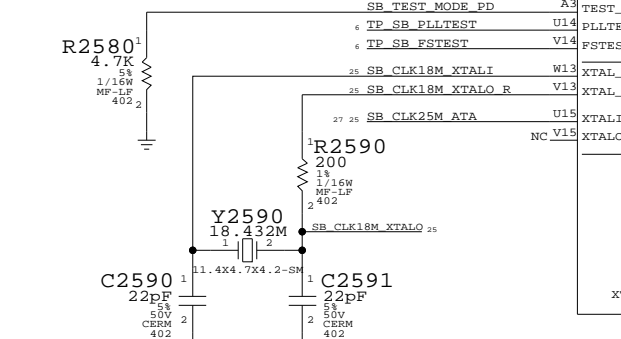 SB_TEST_MODE_PD A3 TEST_
6 TP_SB_PLLTEST U14 PLLTE
6 TP_SB_FSTEST V14 FSTES
R2580 1
4.7K
5%
1/16W
MF-LF
402 2
25 SB_CLK18M_XTALI W13 XTAL_
25 SB_CLK18M_XTALO_R V13 XTAL_
27 25 SB_CLK25M_ATA U15 XTALI
NC V15 XTALO
1 R2590
200
1%
1/16W
MF-LF
2 402
SB_CLK18M_XTALO 25
Y2590
18.432M
1 2
11.4X4.7X4.2-SM
C2590 1
22pF
5%
50V
CERM
402
2
1 C2591
22pF
5%
50V
CERM
402
2
X